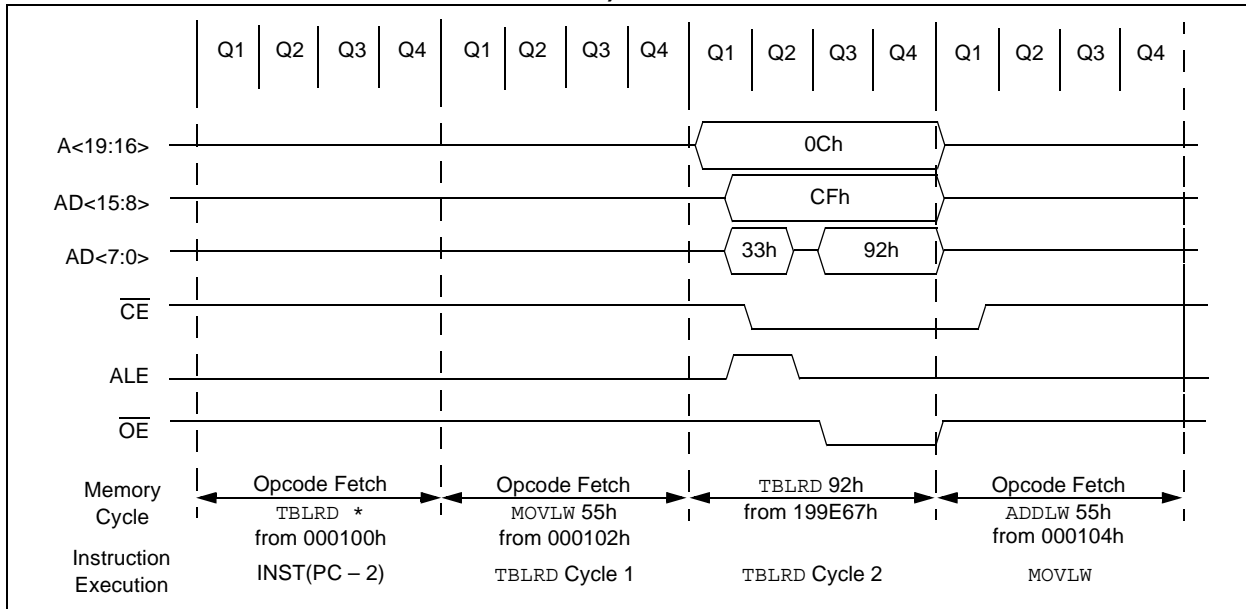 Q1 Q2 Q3 Q4 Q1 Q2 Q3 Q4 Q1 Q2 Q3 Q4 Q1 Q2 Q3 Q4
A<19:16> 0Ch
AD<15:8> CFh
AD<7:0> 33h 92h
CE
ALE
OE
Memory Cycle
Opcode Fetch
TBLRD *
from 000100h
Opcode Fetch
MOVLW 55h
from 000102h
TBLRD 92h
from 199E67h
Opcode Fetch
ADDLW 55h
from 000104h
Instruction Execution
INST(PC – 2)
TBLRD Cycle 1
TBLRD Cycle 2
MOVLW